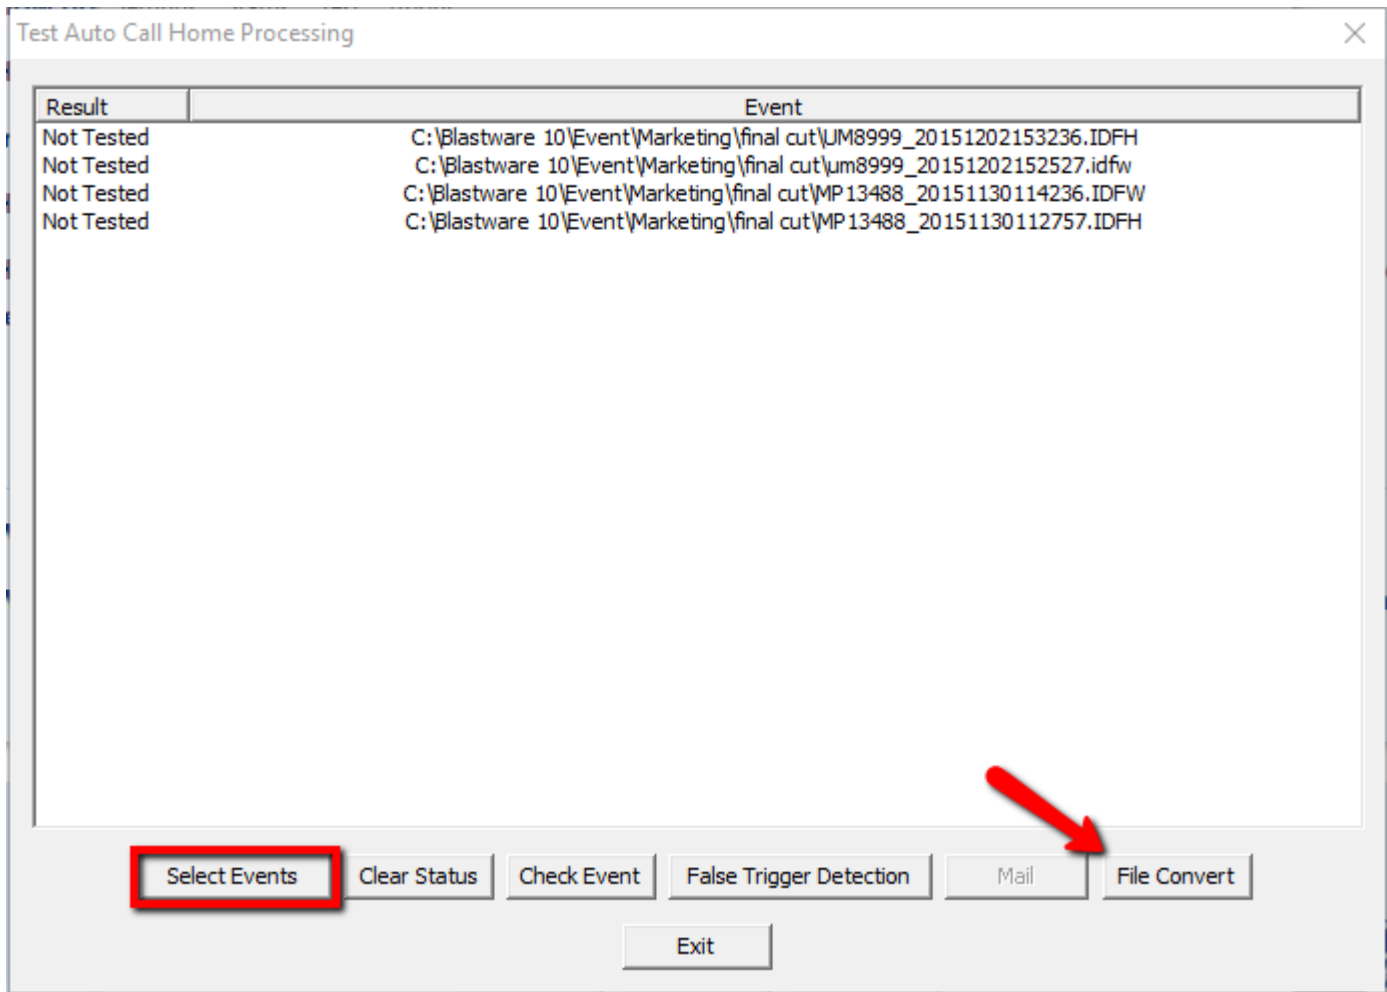 Test Auto Call Home Processing
Result Event
Not Tested C:\Blastware 10\Event\Marketing\final cut\UM8999_20151202153236.IDFH
Not Tested C:\Blastware 10\Event\Marketing\final cut\um8999_20151202152527.idfw
Not Tested C:\Blastware 10\Event\Marketing\final cut\MP13488_20151130114236.IDFW
Not Tested C:\Blastware 10\Event\Marketing\final cut\MP13488_20151130112757.IDFH
Select Events Clear Status Check Event False Trigger Detection Mail File Convert
Exit